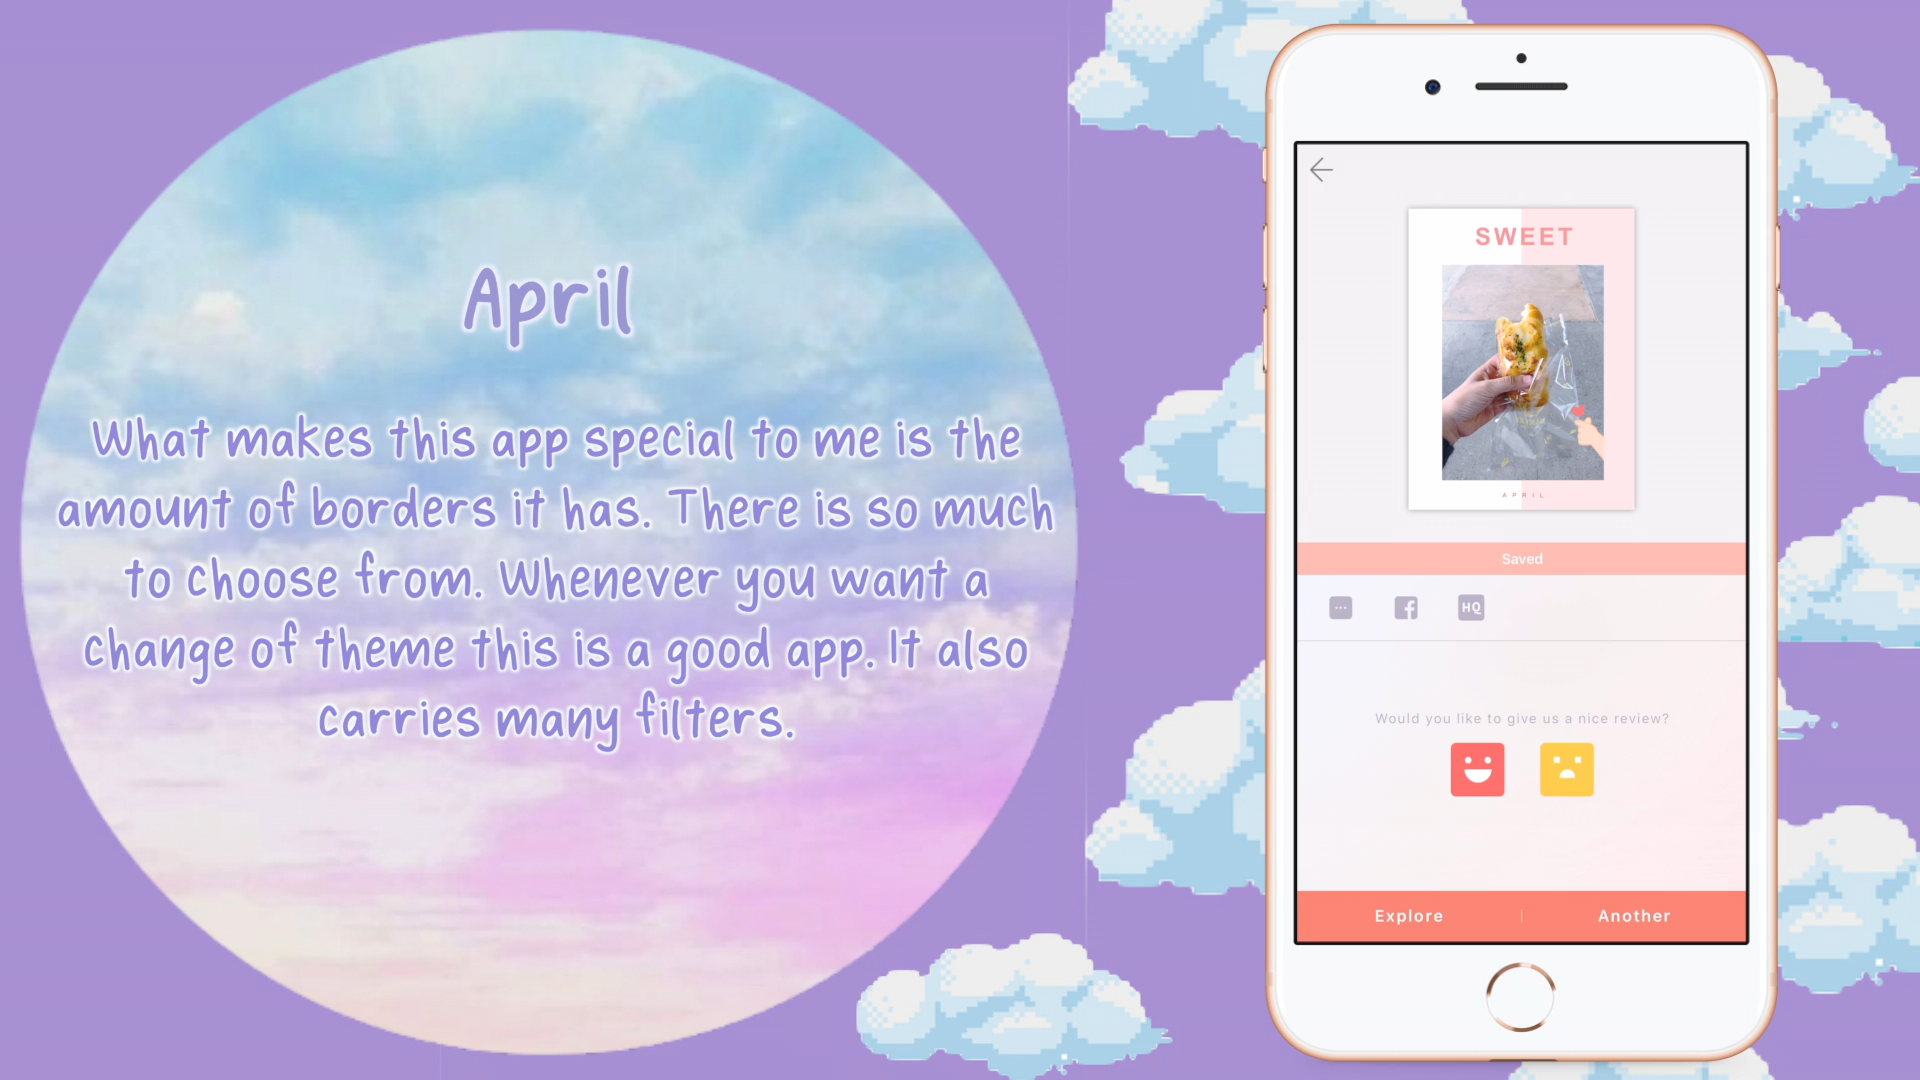 April
What makes this app special to me is the
amount of borders it has. There is so much
to choose from. Whenever you want a
change of theme this is a good app. It also
carries many filters.
SWEET
APRIL
Saved
HQ
Would you like to give us a nice review?
Explore
Another